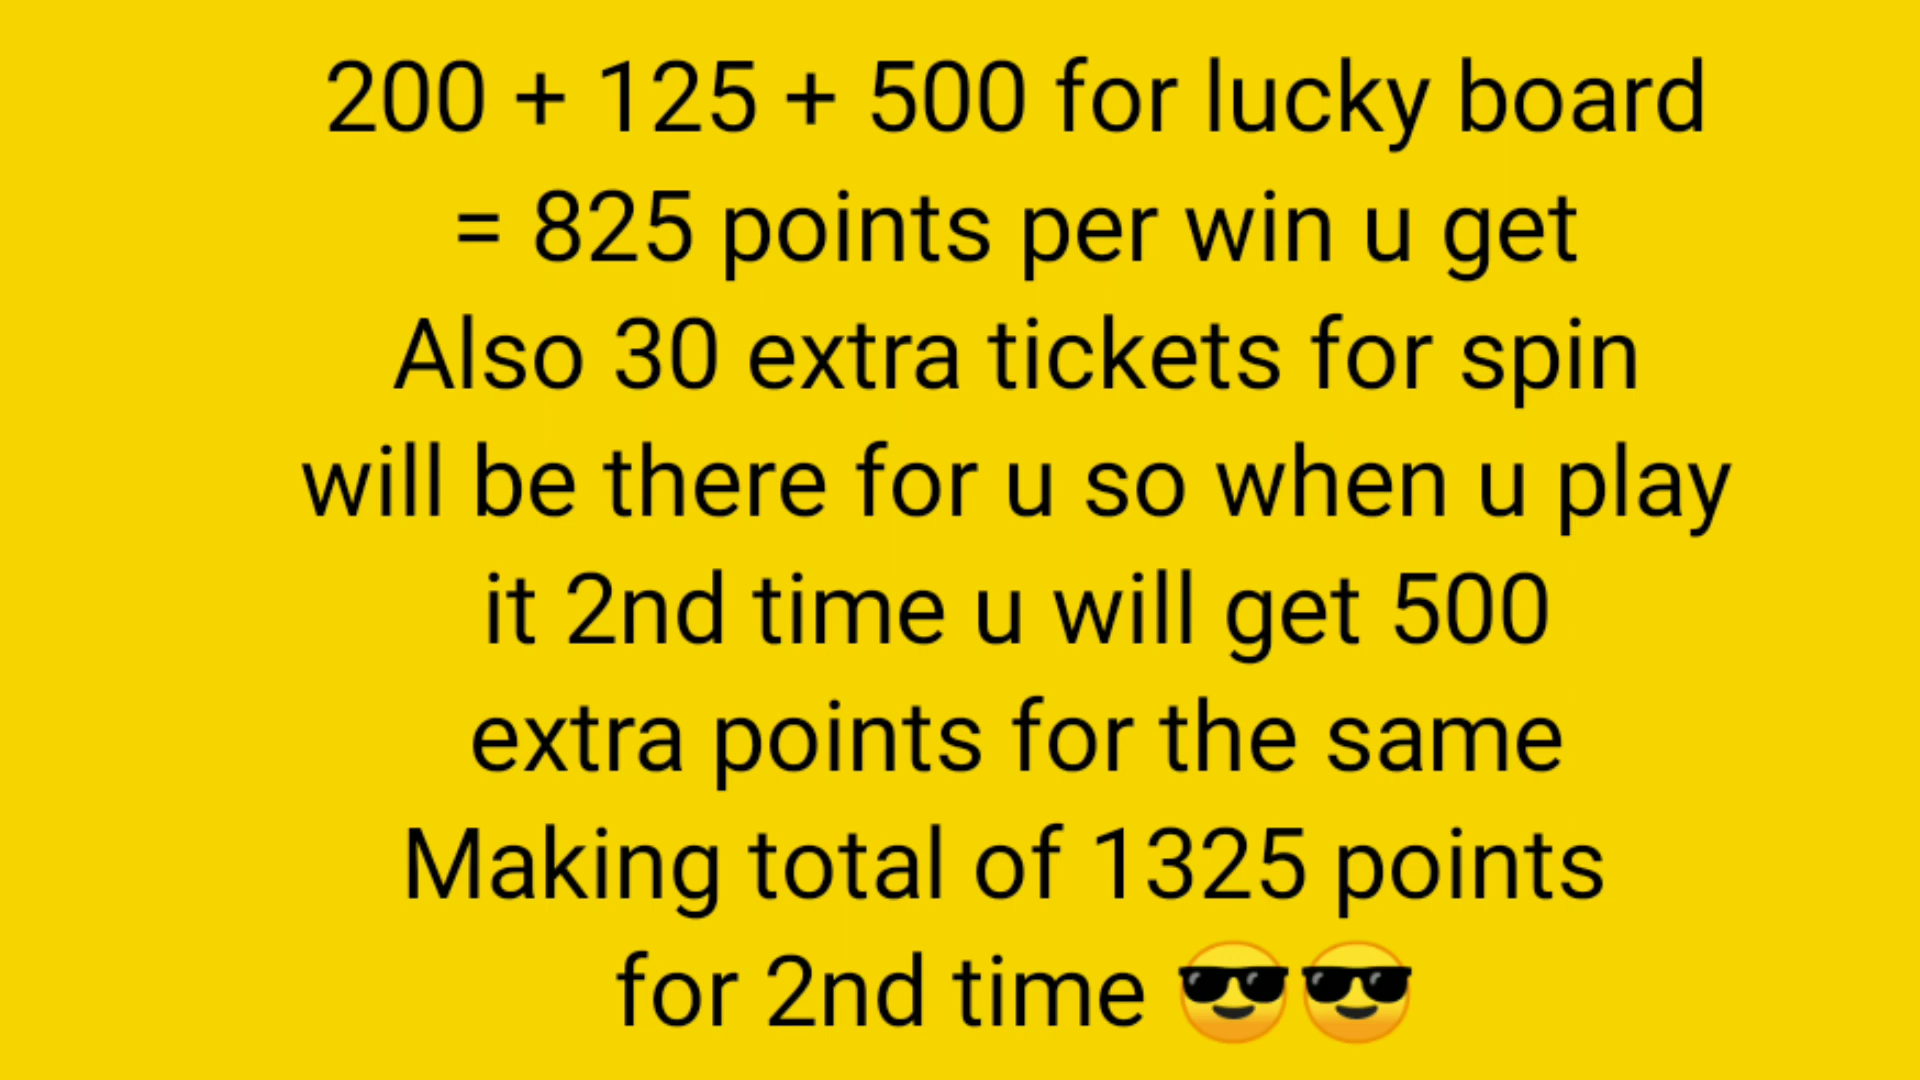 200 + 125 + 500 for lucky board
= 825 points per win u get
Also 30 extra tickets for spin
will be there for u so when u play
it 2nd time u will get 500
extra points for the same
Making total of 1325 points
for 2nd time 😎😎